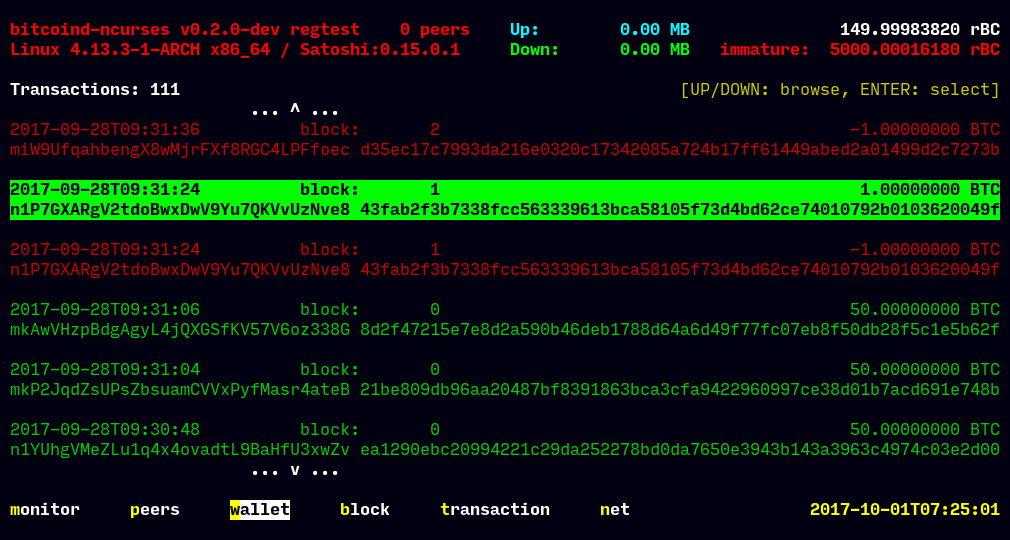 bitcoind-ncurses v0.2.0-dev regtest 0 peers Up: 0.00 MB 149.99983820 rBC
Linux 4.13.3-1-ARCH x86_64 / Satoshi:0.15.0.1 Down: 0.00 MB immature: 5000.00016180 rBC
Transactions: 111 [UP/DOWN: browse, ENTER: select]
... ^ ...
2017-09-28T09:31:36 block: 2 -1.00000000 BTC
miW9UfqahbengX8wMjrFXf8RGC4LPFfoec d35ec17c7993da216e0320c17342085a724b17ff61449abed2a01499d2c7273b
2017-09-28T09:31:24 block: 1 1.00000000 BTC
n1P7GXARgV2tdoBwxDwV9Yu7QKVvUzNve8 43fab2f3b7338fcc563339613bca58105f73d4bd62ce74010792b0103620049f
2017-09-28T09:31:24 block: 1 -1.00000000 BTC
n1P7GXARgV2tdoBwxDwV9Yu7QKVvUzNve8 43fab2f3b7338fcc563339613bca58105f73d4bd62ce74010792b0103620049f
2017-09-28T09:31:06 block: 0 50.00000000 BTC
mkAwVHzpBdgAgyL4jQXGSfKV57V6oz338G 8d2f47215e7e8d2a590b46deb1788d64a6d49f77fc07eb8f50db28f5c1e5b62f
2017-09-28T09:31:04 block: 0 50.00000000 BTC
mkP2JqdZsUPsZbsuamCVVxPyfMasr4ateB 21be809db96aa20487bf8391863bca3cfa9422960997ce38d01b7acd691e748b
2017-09-28T09:30:48 block: 0 50.00000000 BTC
n1YUhgVMeZLu1q4x4ovadtL9BaHfU3xwZv ea1290ebc20994221c29da252278bd0da7650e3943b143a3963c4974c03e2d00
... v ...
monitor peers wallet block transaction net 2017-10-01T07:25:01